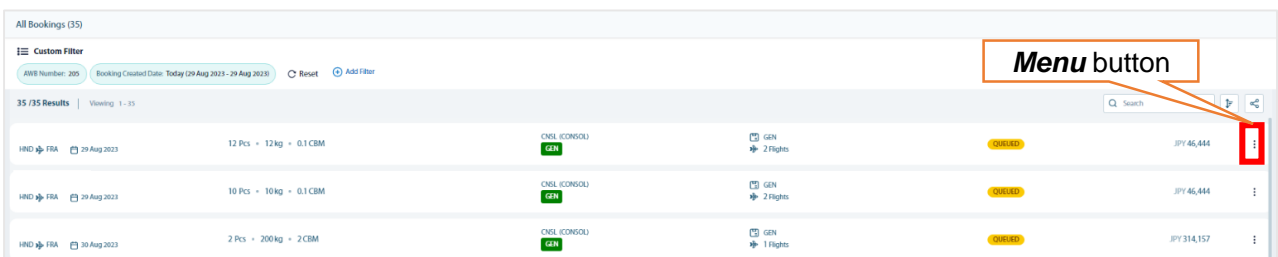 All Bookings (35)
Custom Filter
AWB Number: 205 Booking Created Date: Today (29 Aug 2023 - 29 Aug 2023) Reset Add Filter
Menu button
35 /35 Results | Viewing 1 - 35 Search
HND FRA 29 Aug 2023 12 Pcs • 12 kg • 0.1 CBM CNSL (CONSOL) GEN GEN 2 Flights QUEUED JPY 46,444
HND FRA 29 Aug 2023 10 Pcs • 10 kg • 0.1 CBM CNSL (CONSOL) GEN GEN 2 Flights QUEUED JPY 46,444
HND FRA 30 Aug 2023 2 Pcs • 200 kg • 2 CBM CNSL (CONSOL) GEN GEN 1 Flights QUEUED JPY 314,157